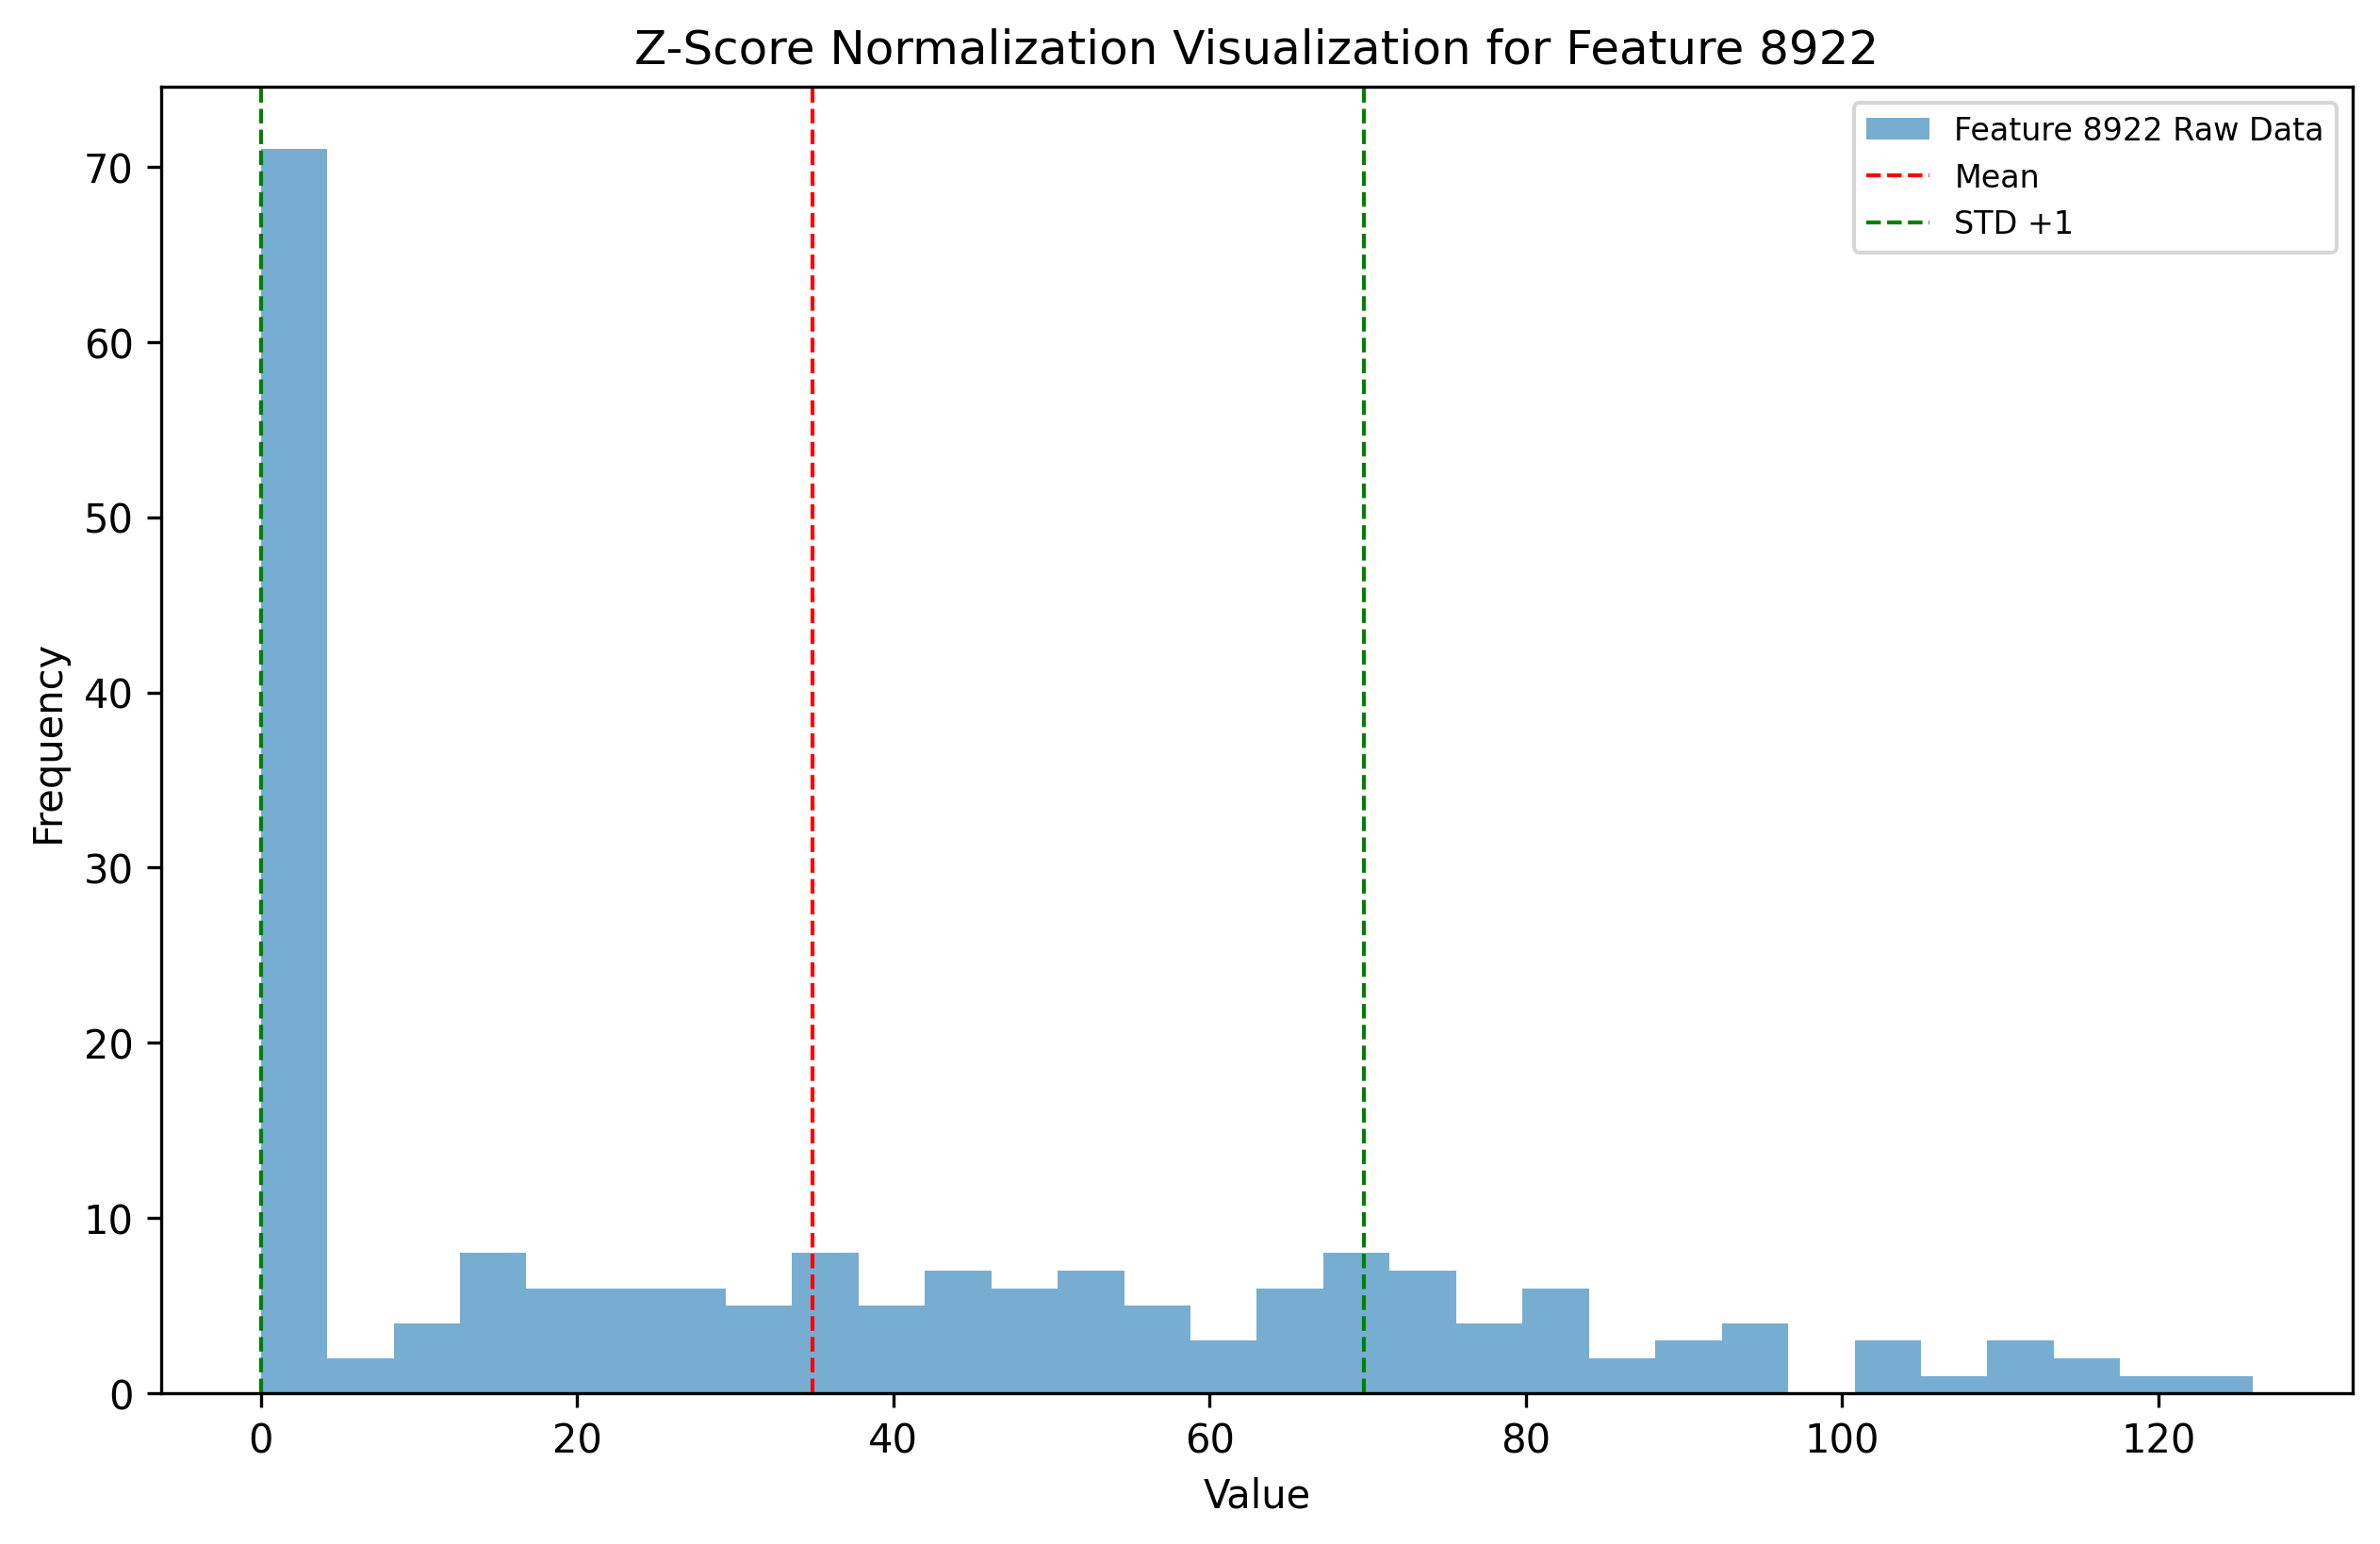 Z-Score Normalization Visualization for Feature 8922
Feature 8922 Raw Data
Mean
STD +1
70
60
50
40
30
20
10
0
Frequency
0 20 40 60 80 100 120
Value